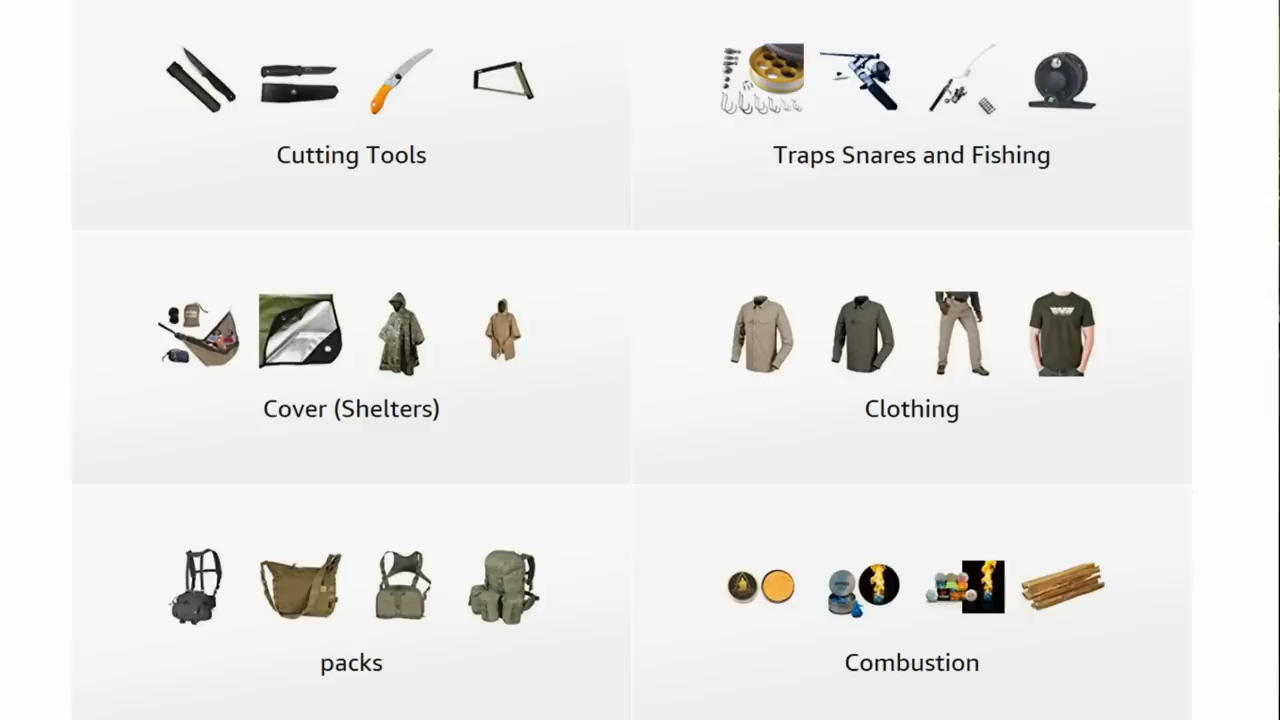 Cutting Tools
Traps Snares and Fishing
Cover (Shelters)
Clothing
packs
Combustion